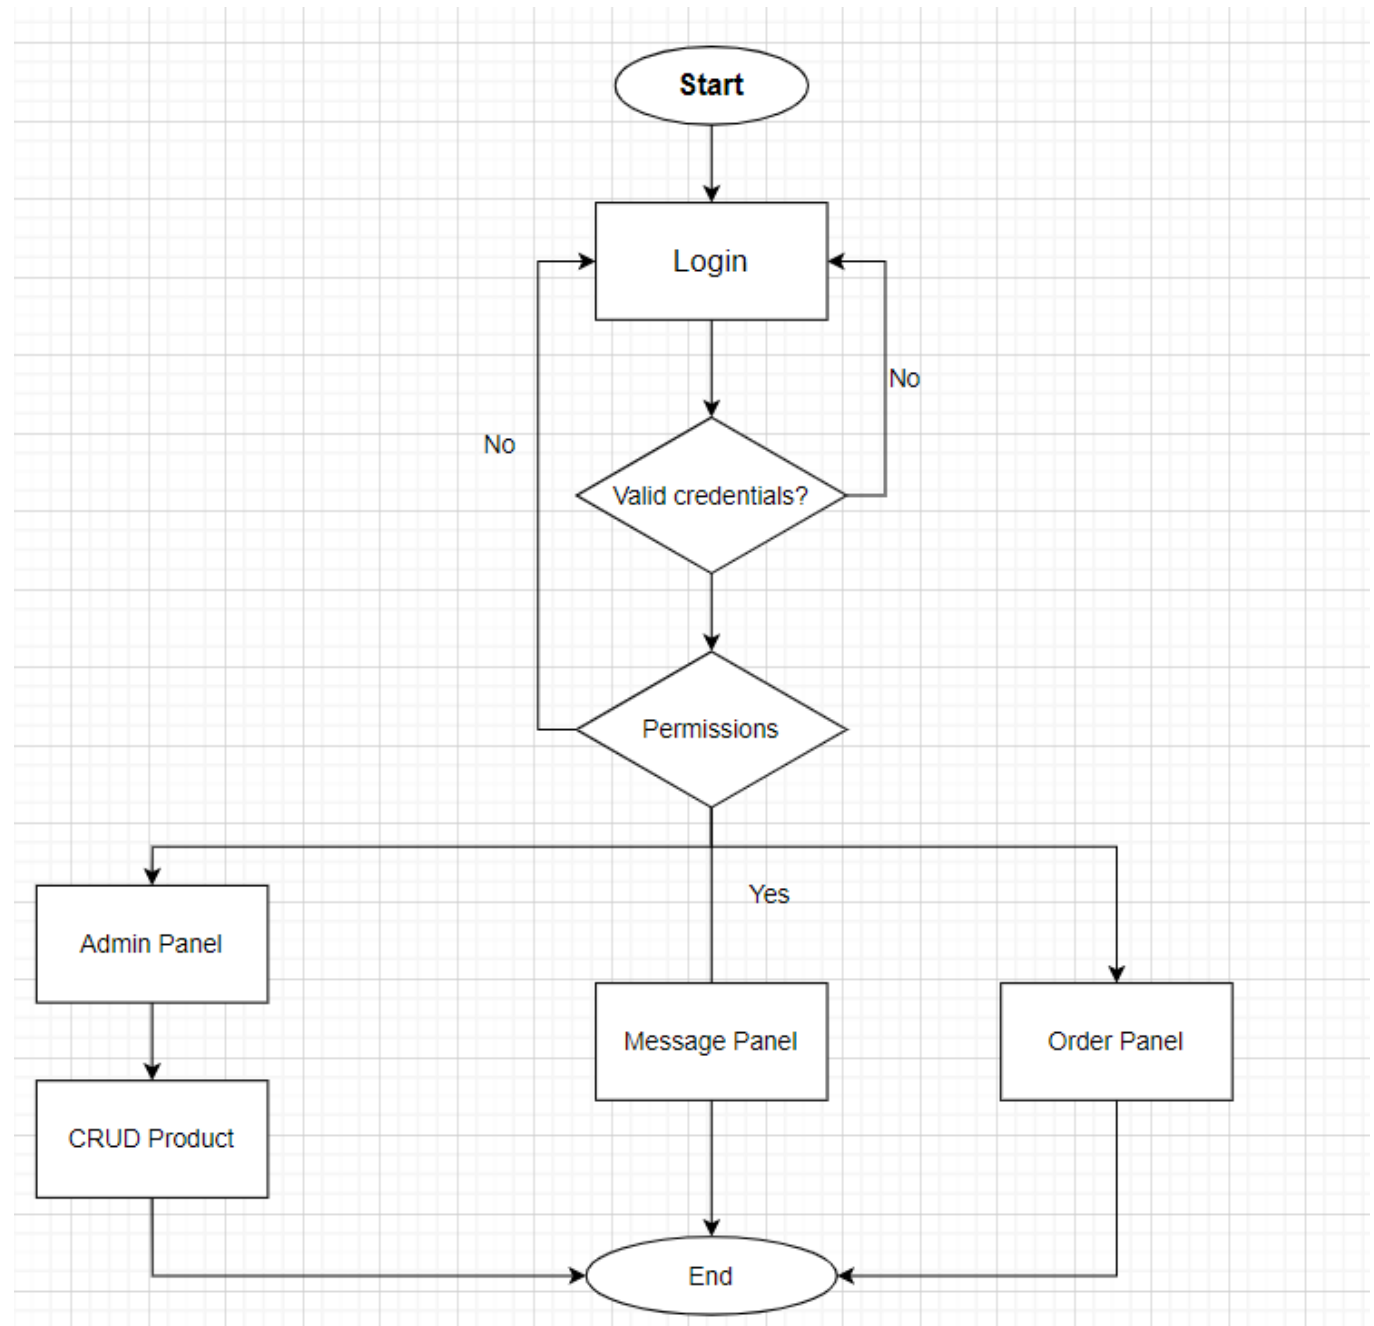 Start
Login
No
No
Valid credentials?
Permissions
Yes
Admin Panel
Message Panel
Order Panel
CRUD Product
End